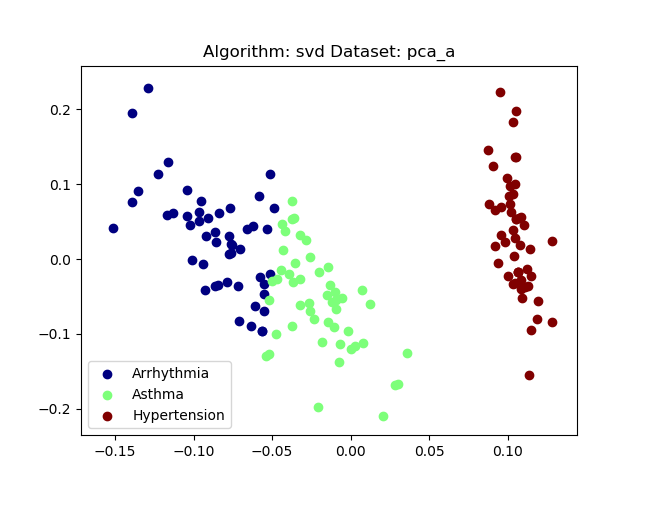 Algorithm: svd Dataset: pca_a
0.2
0.1
0.0
−0.1
−0.2
Arrhythmia
Asthma
Hypertension
−0.15 −0.10 −0.05 0.00 0.05 0.10